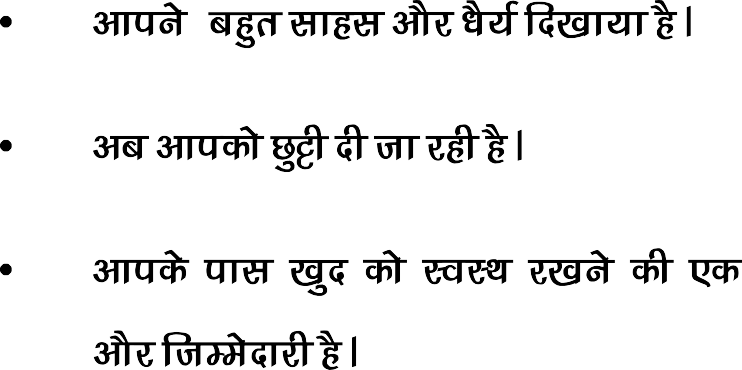 • आपने बहुत साहस और धैर्य दिखाया है।
• अब आपको छुट्टी दी जा रही है।
• आपके पास खुद को स्वस्थ रखने की एक
और जिम्मेदारी है।